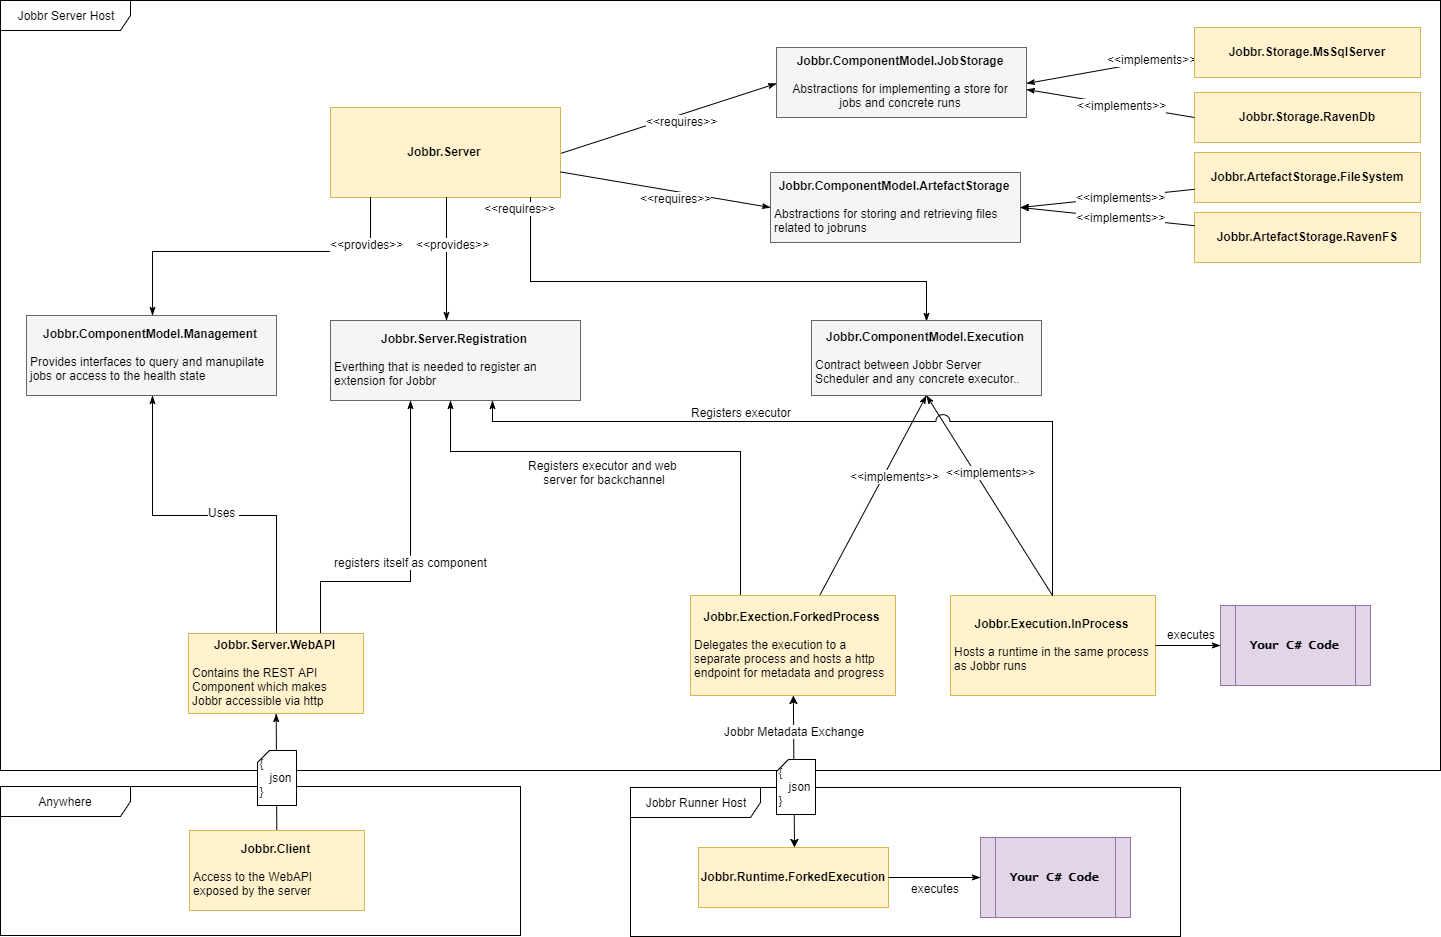 Jobbr Server Host
Jobbr.Storage.MsSqlServer
<<implements>>
Jobbr.ComponentModel.JobStorage
Abstractions for implementing a store for
jobs and concrete runs
<<implements>>
Jobbr.Storage.RavenDb
<<requires>>
Jobbr.Server
Jobbr.ArtefactStorage.FileSystem
Jobbr.ComponentModel.ArtefactStorage
<<requires>>
<<implements>>
Abstractions for storing and retrieving files
related to jobruns
<<implements>>
<<requires>>
Jobbr.ArtefactStorage.RavenFS
<<provides>>
<<provides>>
Jobbr.ComponentModel.Management
Provides interfaces to query and manupilate
jobs or access to the health state
Jobbr.Server.Registration
Everthing that is needed to register an
extension for Jobbr
Jobbr.ComponentModel.Execution
Contract between Jobbr Server
Scheduler and any concrete executor..
Registers executor
Registers executor and web
server for backchannel
<<implements>>
<<implements>>
Uses
registers itself as component
Jobbr.Server.WebAPI
Contains the REST API
Component which makes
Jobbr accessible via http
Jobbr.Exection.ForkedProcess
Delegates the execution to a
separate process and hosts a http
endpoint for metadata and progress
Jobbr.Execution.InProcess
Hosts a runtime in the same process
as Jobbr runs
executes
Your C# Code
Jobbr Metadata Exchange
{
json
}
{
json
}
Anywhere
Jobbr.Client
Access to the WebAPI
exposed by the server
Jobbr Runner Host
Jobbr.Runtime.ForkedExecution
executes
Your C# Code